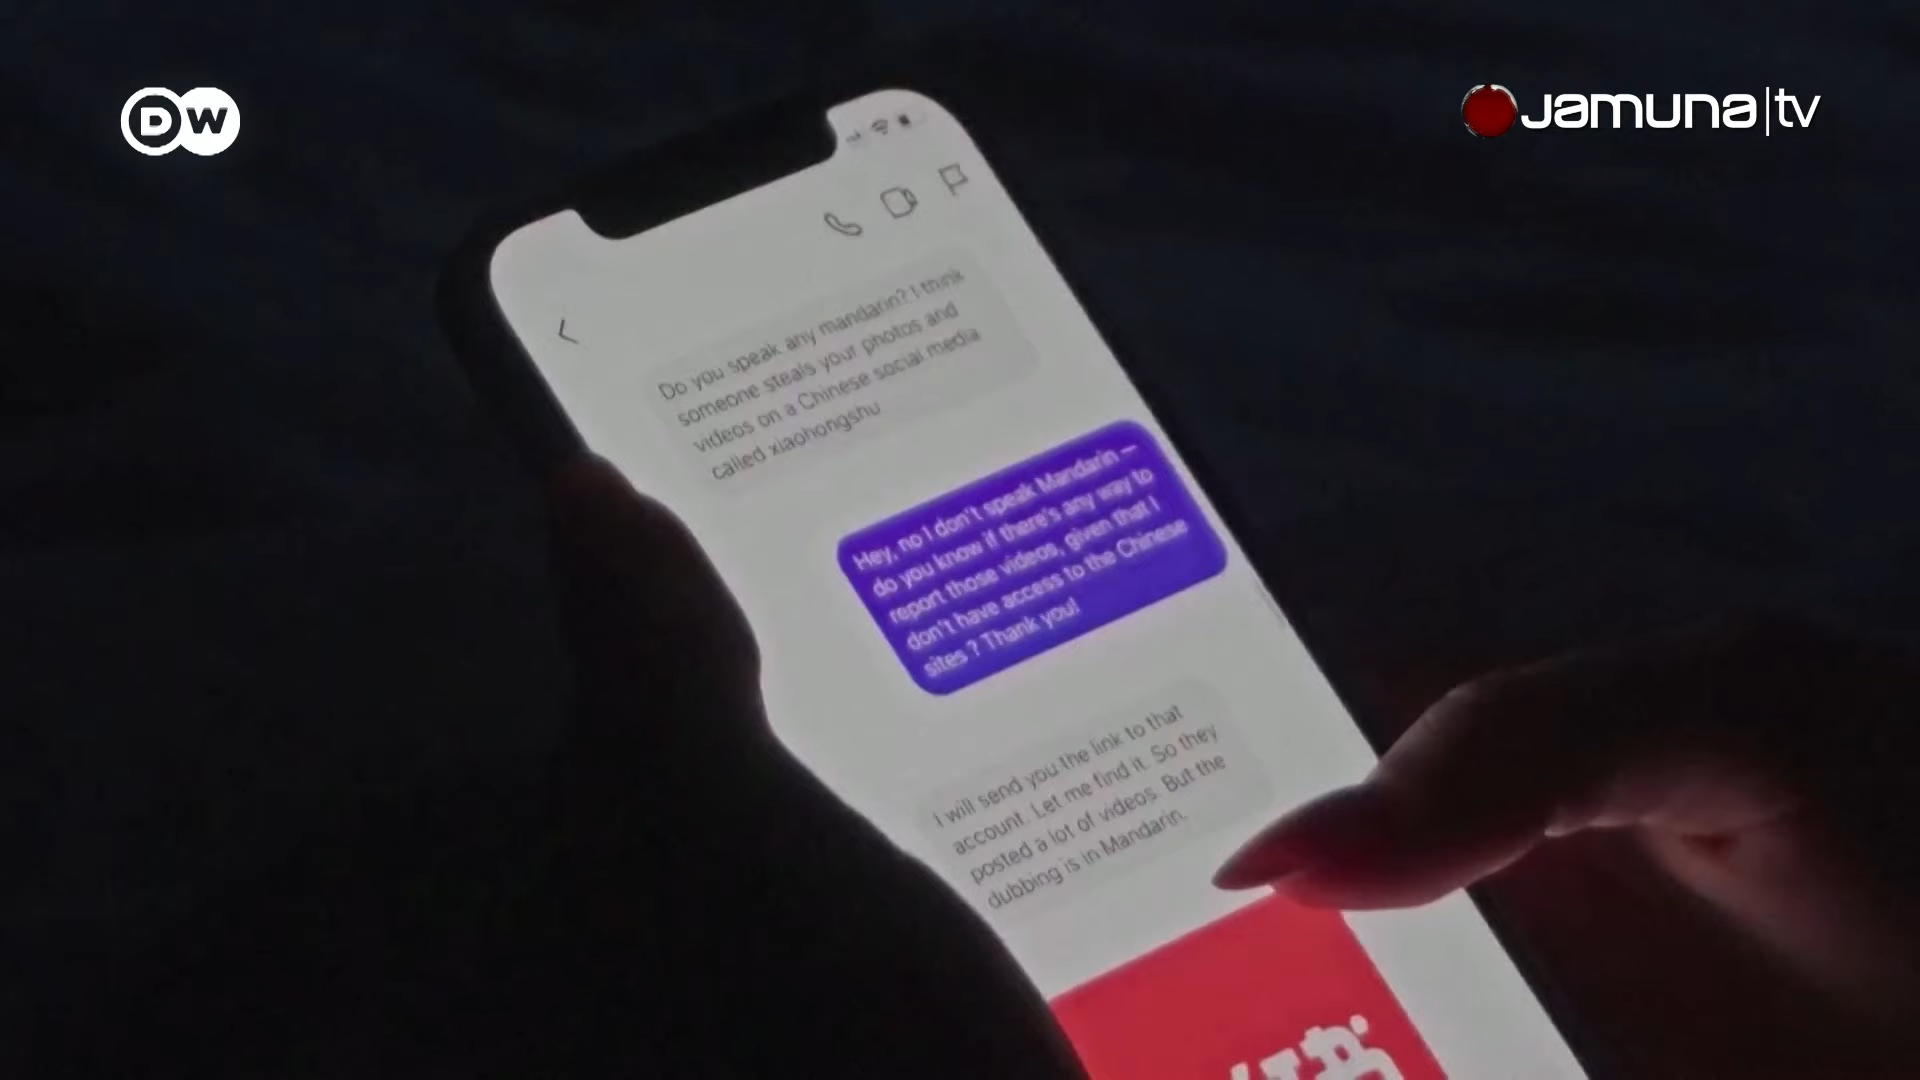 DW
Jamuna|tv
Do you speak any mandarin? I think
someone steals your photos and
videos on a Chinese social media
called xiaohongshu
Hey, no I don't speak Mandarin —
do you know if there's any way to
report those videos, given that I
don't have access to the Chinese
sites ? Thank you!
I will send you the link to that
account. Let me find it. So they
posted a lot of videos. But the
dubbing is in Mandarin.
书